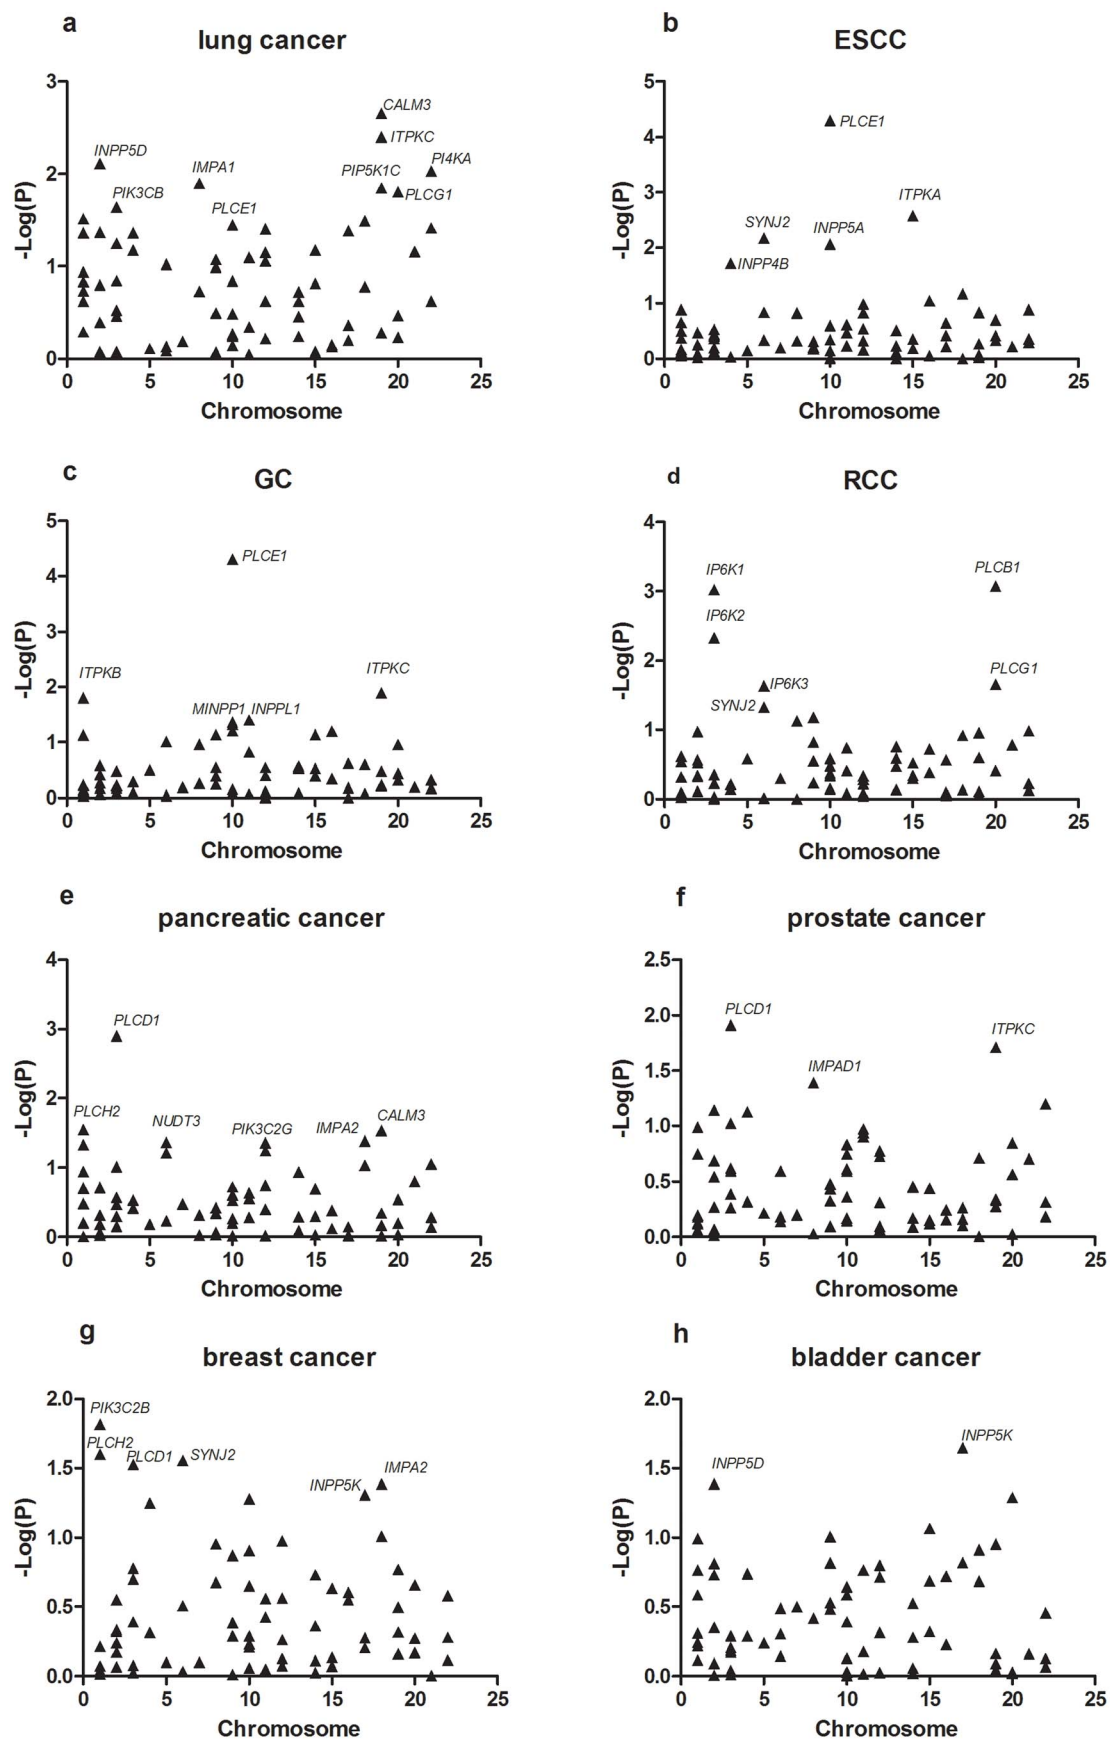 a
lung cancer
3
2
1
0
-Log(P)
CALM3
ITPKC
INPP5D
IMPA1
PI4KA
PIP5K1C
PIK3CB
PLCG1
PLCE1
0 5 10 15 20 25
Chromosome
b
ESCC
5
4
3
2
1
0
-Log(P)
PLCE1
ITPKA
SYNJ2
INPP5A
INPP4B
0 5 10 15 20 25
Chromosome
c
GC
5
4
3
2
1
0
-Log(P)
PLCE1
ITPKB
ITPKC
MINPP1 INPPL1
0 5 10 15 20 25
Chromosome
d
RCC
4
3
2
1
0
-Log(P)
IP6K1
PLCB1
IP6K2
PLCG1
IP6K3
SYNJ2
0 5 10 15 20 25
Chromosome
e
pancreatic cancer
4
3
2
1
0
-Log(P)
PLCD1
PLCH2
NUDT3
PIK3C2G
IMPA2
CALM3
0 5 10 15 20 25
Chromosome
f
prostate cancer
2.5
2.0
1.5
1.0
0.5
0.0
-Log(P)
PLCD1
ITPKC
IMPAD1
0 5 10 15 20 25
Chromosome
g
breast cancer
2.0
1.5
1.0
0.5
0.0
-Log(P)
PIK3C2B
PLCH2
PLCD1
SYNJ2
INPP5K
IMPA2
0 5 10 15 20 25
Chromosome
h
bladder cancer
2.0
1.5
1.0
0.5
0.0
-Log(P)
INPP5K
INPP5D
0 5 10 15 20 25
Chromosome